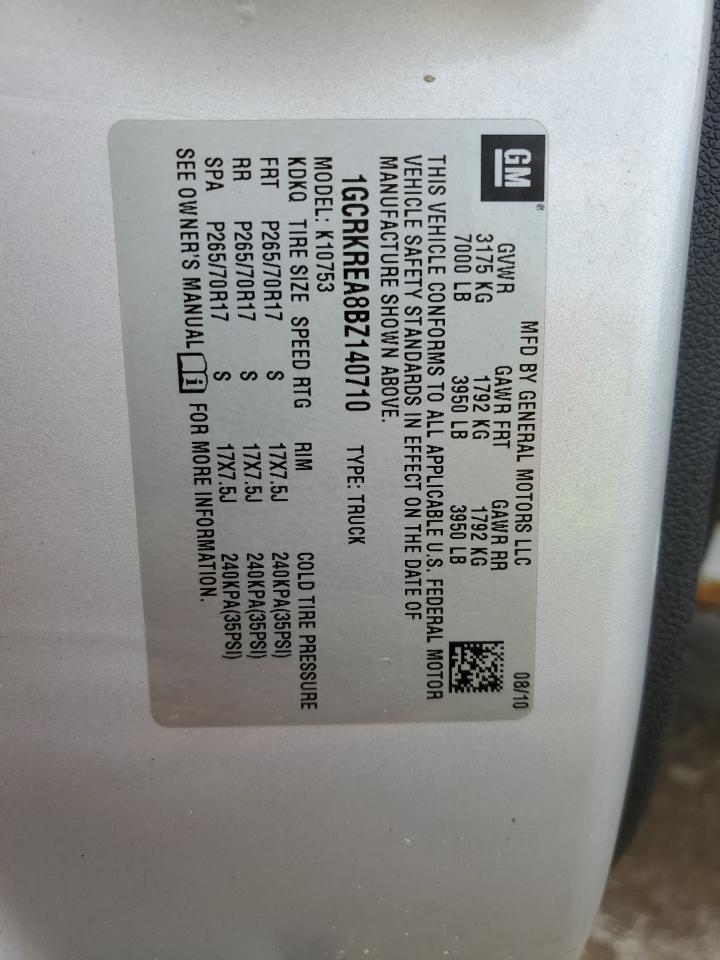 GM
MFD BY GENERAL MOTORS LLC 08/10
GVWR GAWR FRT GAWR RR
3175 KG 1792 KG 1792 KG
7000 LB 3950 LB 3950 LB
THIS VEHICLE CONFORMS TO ALL APPLICABLE U.S. FEDERAL MOTOR
VEHICLE SAFETY STANDARDS IN EFFECT ON THE DATE OF
MANUFACTURE SHOWN ABOVE.
1GCRKREA8BZ140710 TYPE: TRUCK
MODEL: K10753
KDKQ TIRE SIZE SPEED RTG RIM COLD TIRE PRESSURE
FRT P265/70R17 S 17X7.5J 240KPA(35PSI)
RR P265/70R17 S 17X7.5J 240KPA(35PSI)
SPA P265/70R17 S 17X7.5J 240KPA(35PSI)
SEE OWNER'S MANUAL i FOR MORE INFORMATION.